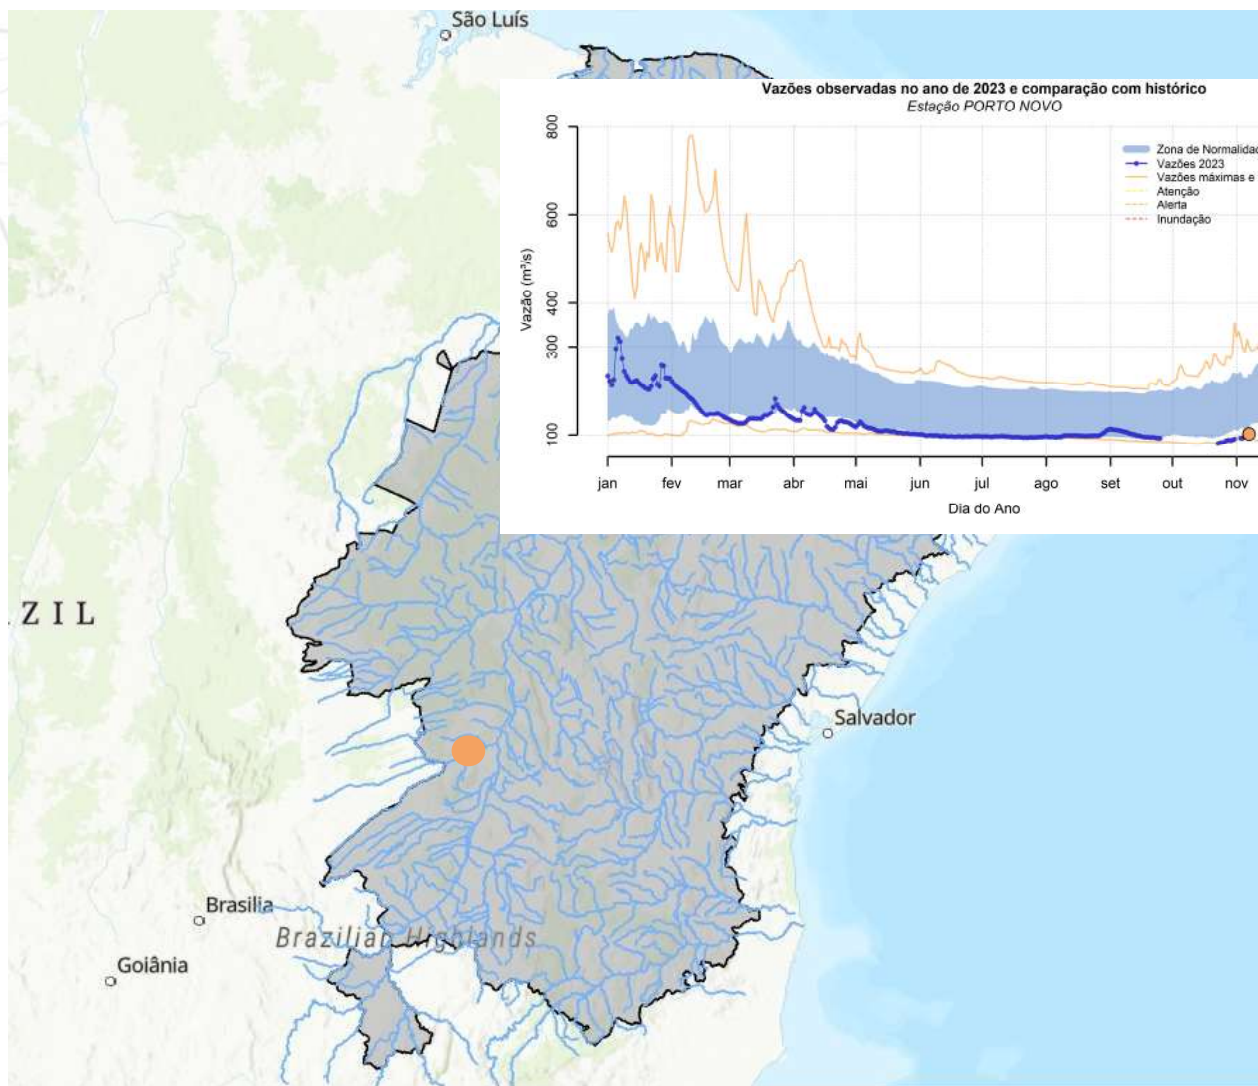 São Luís
Vazões observadas no ano de 2023 e comparação com histórico
Estação PORTO NOVO
800
600
400
300
100
Vazão (m³/s)
Zona de Normalidad
Vazões 2023
Vazões máximas e
Atenção
Alerta
Inundação
jan fev mar abr mai jun jul ago set out nov
Dia do Ano
ZIL
Salvador
Brasilia
Brazilian Highlands
Goiânia